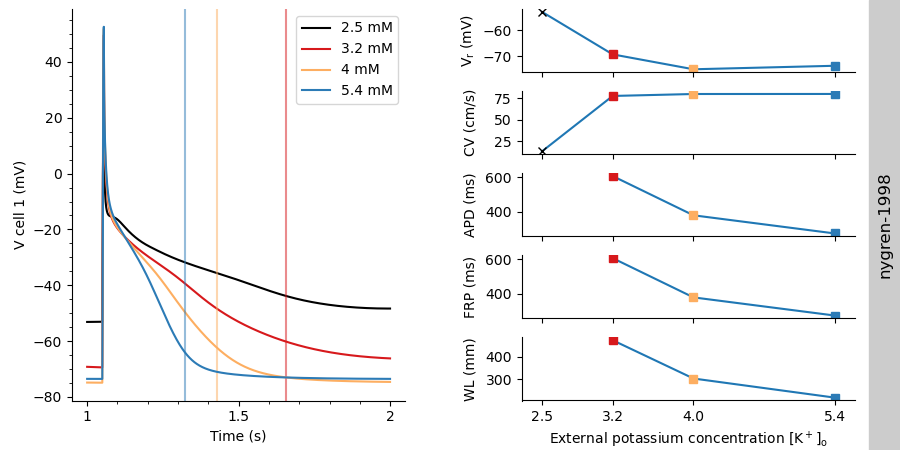 2.5 mM
3.2 mM
4 mM
5.4 mM
40
20
0
−20
−40
−60
−80
V cell 1 (mV)
1
1.5
2
Time (s)
−60
−70
Vr (mV)
75
50
25
CV (cm/s)
600
400
APD (ms)
600
400
FRP (ms)
400
300
WL (mm)
2.5
3.2
4.0
5.4
External potassium concentration [K⁺]ₒ
nygren-1998